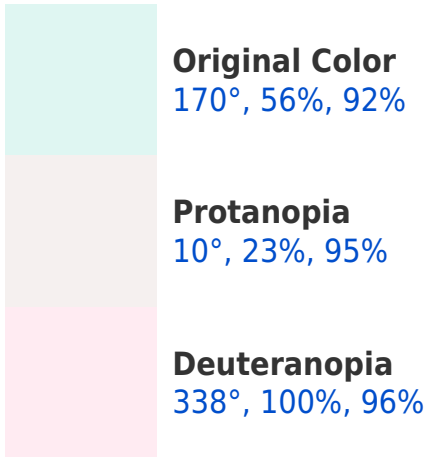 Original Color
170°, 56%, 92%
Protanopia
10°, 23%, 95%
Deuteranopia
338°, 100%, 96%